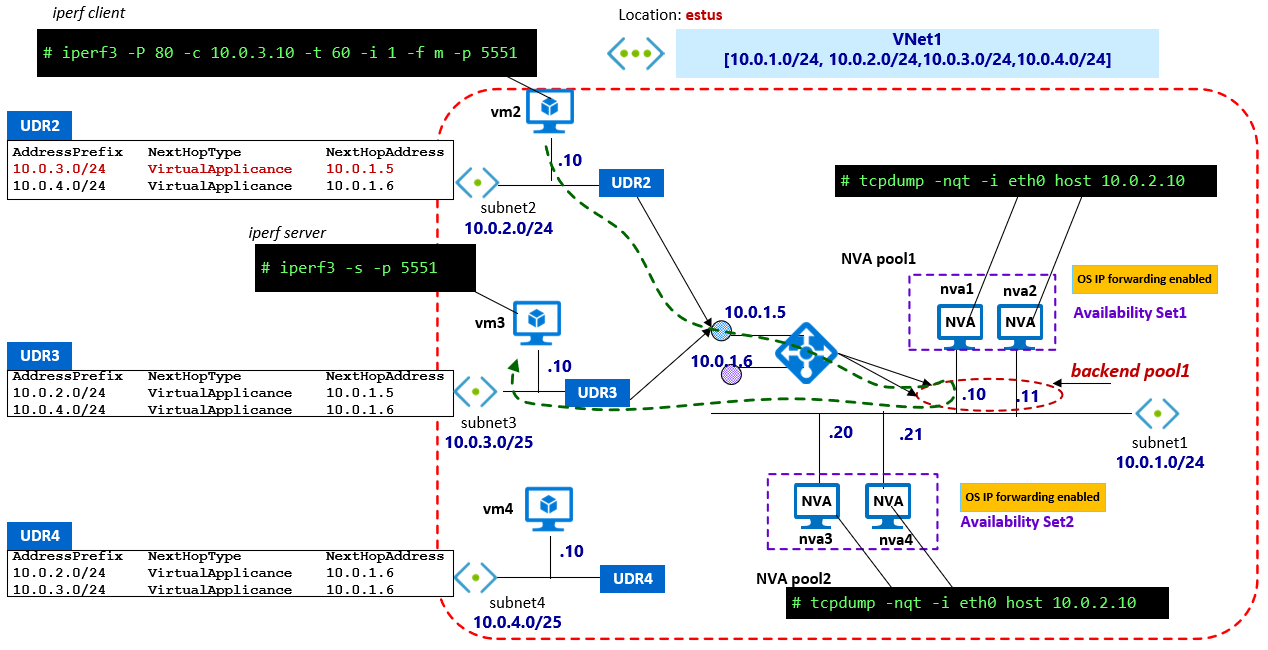 iperf client
# iperf3 -P 80 -c 10.0.3.10 -t 60 -i 1 -f m -p 5551
Location: estus
VNet1
[10.0.1.0/24, 10.0.2.0/24,10.0.3.0/24,10.0.4.0/24]
vm2
.10
UDR2
AddressPrefix NextHopType NextHopAddress
10.0.3.0/24 VirtualApplicance 10.0.1.5
10.0.4.0/24 VirtualApplicance 10.0.1.6
UDR2
subnet2
10.0.2.0/24
# tcpdump -nqt -i eth0 host 10.0.2.10
iperf server
# iperf3 -s -p 5551
NVA pool1
nva1
nva2
NVA
NVA
OS IP forwarding enabled
Availability Set1
10.0.1.5
10.0.1.6
vm3
.10
UDR3
AddressPrefix NextHopType NextHopAddress
10.0.2.0/24 VirtualApplicance 10.0.1.5
10.0.4.0/24 VirtualApplicance 10.0.1.6
UDR3
subnet3
10.0.3.0/25
backend pool1
.10
.11
.20
.21
subnet1
10.0.1.0/24
vm4
.10
NVA
NVA
nva3
nva4
OS IP forwarding enabled
Availability Set2
UDR4
AddressPrefix NextHopType NextHopAddress
10.0.2.0/24 VirtualApplicance 10.0.1.6
10.0.3.0/24 VirtualApplicance 10.0.1.6
UDR4
subnet4
10.0.4.0/25
NVA pool2
# tcpdump -nqt -i eth0 host 10.0.2.10